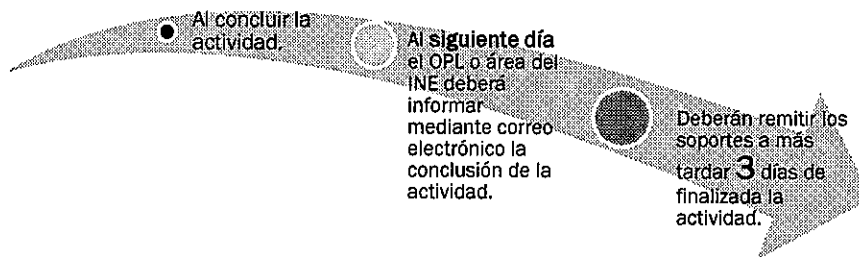 Al concluir la
actividad.
Al siguiente día
el OPL o área del
INE deberá
informar
mediante correo
electrónico la
conclusión de la
actividad.
Deberán remitir los
soportes a más
tardar 3 días de
finalizada la
actividad.